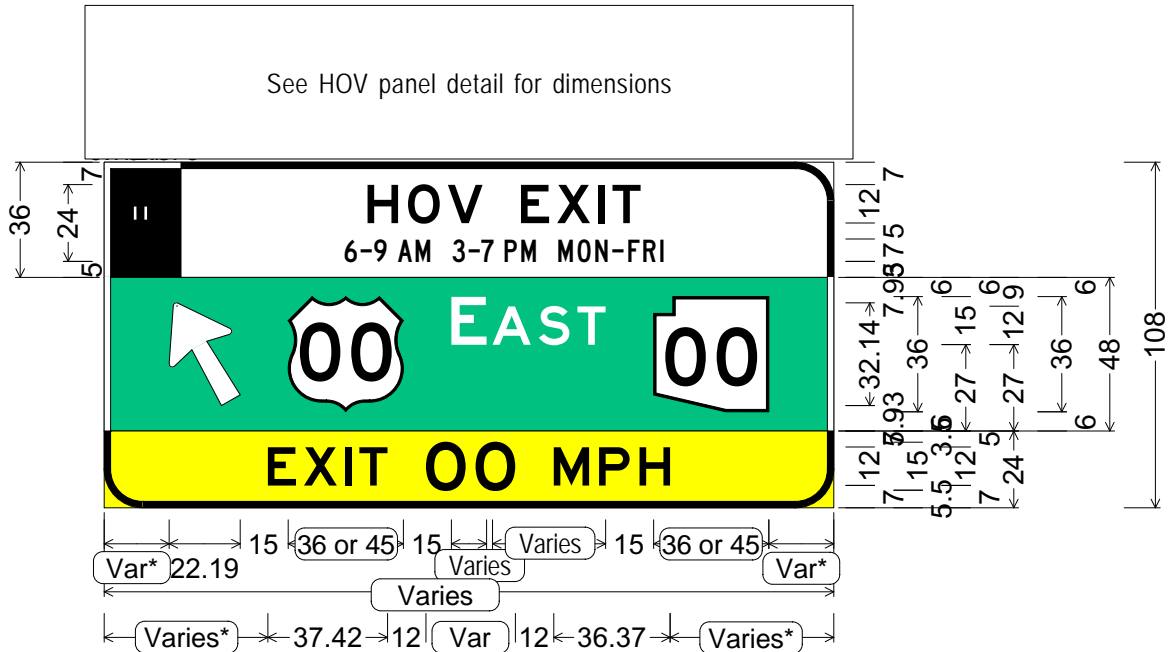 See HOV panel detail for dimensions
HOV EXIT
6-9 AM 3-7 PM MON-FRI
EAST
00
00
EXIT 00 MPH
36
7
24
5
7
12
5
7.93
6
6
9
6
15
12
32.14
36
27
27
36
48
108
6
5
12
15
12
24
7
5.5
7
15
36 or 45
15
Varies
15
36 or 45
Var*
22.19
Varies
Var*
Varies
Varies*
37.42
12
Var
12
36.37
Varies*